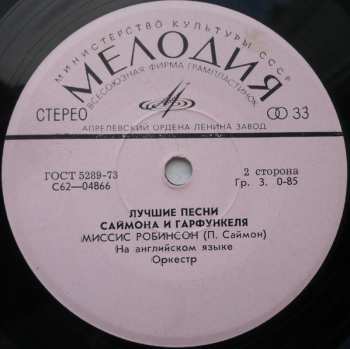 МИНИСТЕРСТВО КУЛЬТУРЫ СССР
МЕЛОДИЯ
ВСЕСОЮЗНАЯ ФИРМА ГРАМПЛАСТИНОК
СТЕРЕО 33
АПРЕЛЕВСКИЙ ОРДЕНА ЛЕНИНА ЗАВОД
ГОСТ 5289-73 2 сторона
С62—04866 Гр. 3. 0-85
ЛУЧШИЕ ПЕСНИ
САЙМОНА И ГАРФУНКЕЛЯ
МИССИС РОБИНСОН (П. Саймон)
На английском языке
Оркестр